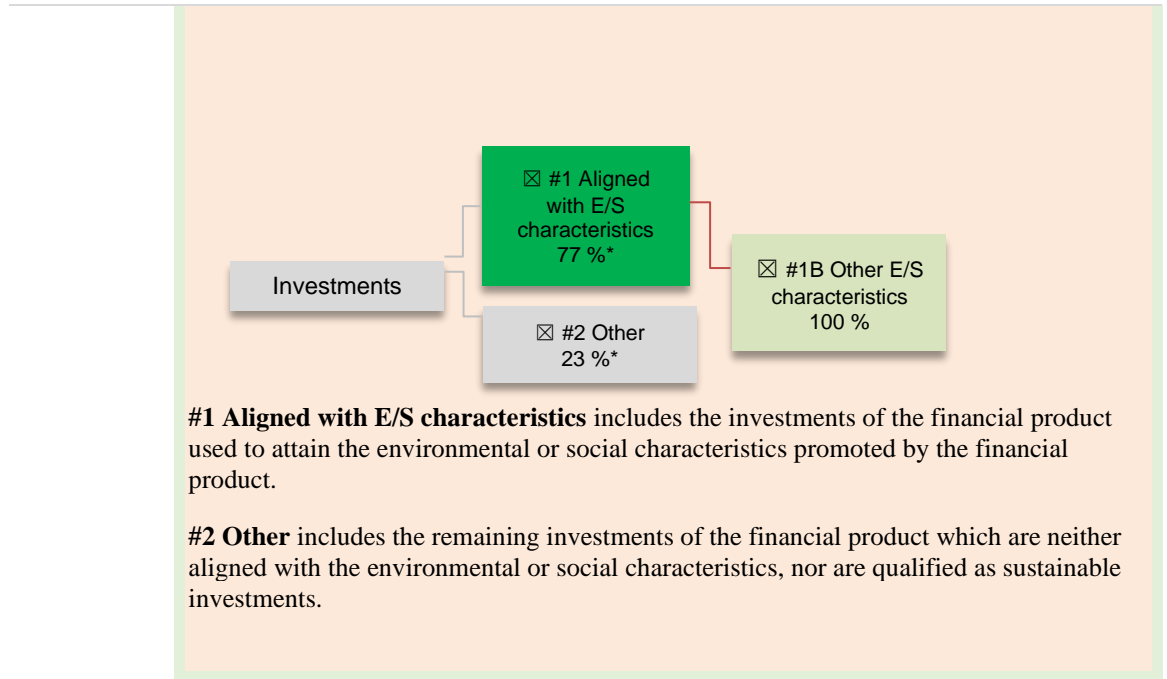 ☒ #1 Aligned
with E/S
characteristics
77 %*
Investments
☒ #1B Other E/S
characteristics
100 %
☒ #2 Other
23 %*
#1 Aligned with E/S characteristics includes the investments of the financial product
used to attain the environmental or social characteristics promoted by the financial
product.
#2 Other includes the remaining investments of the financial product which are neither
aligned with the environmental or social characteristics, nor are qualified as sustainable
investments.